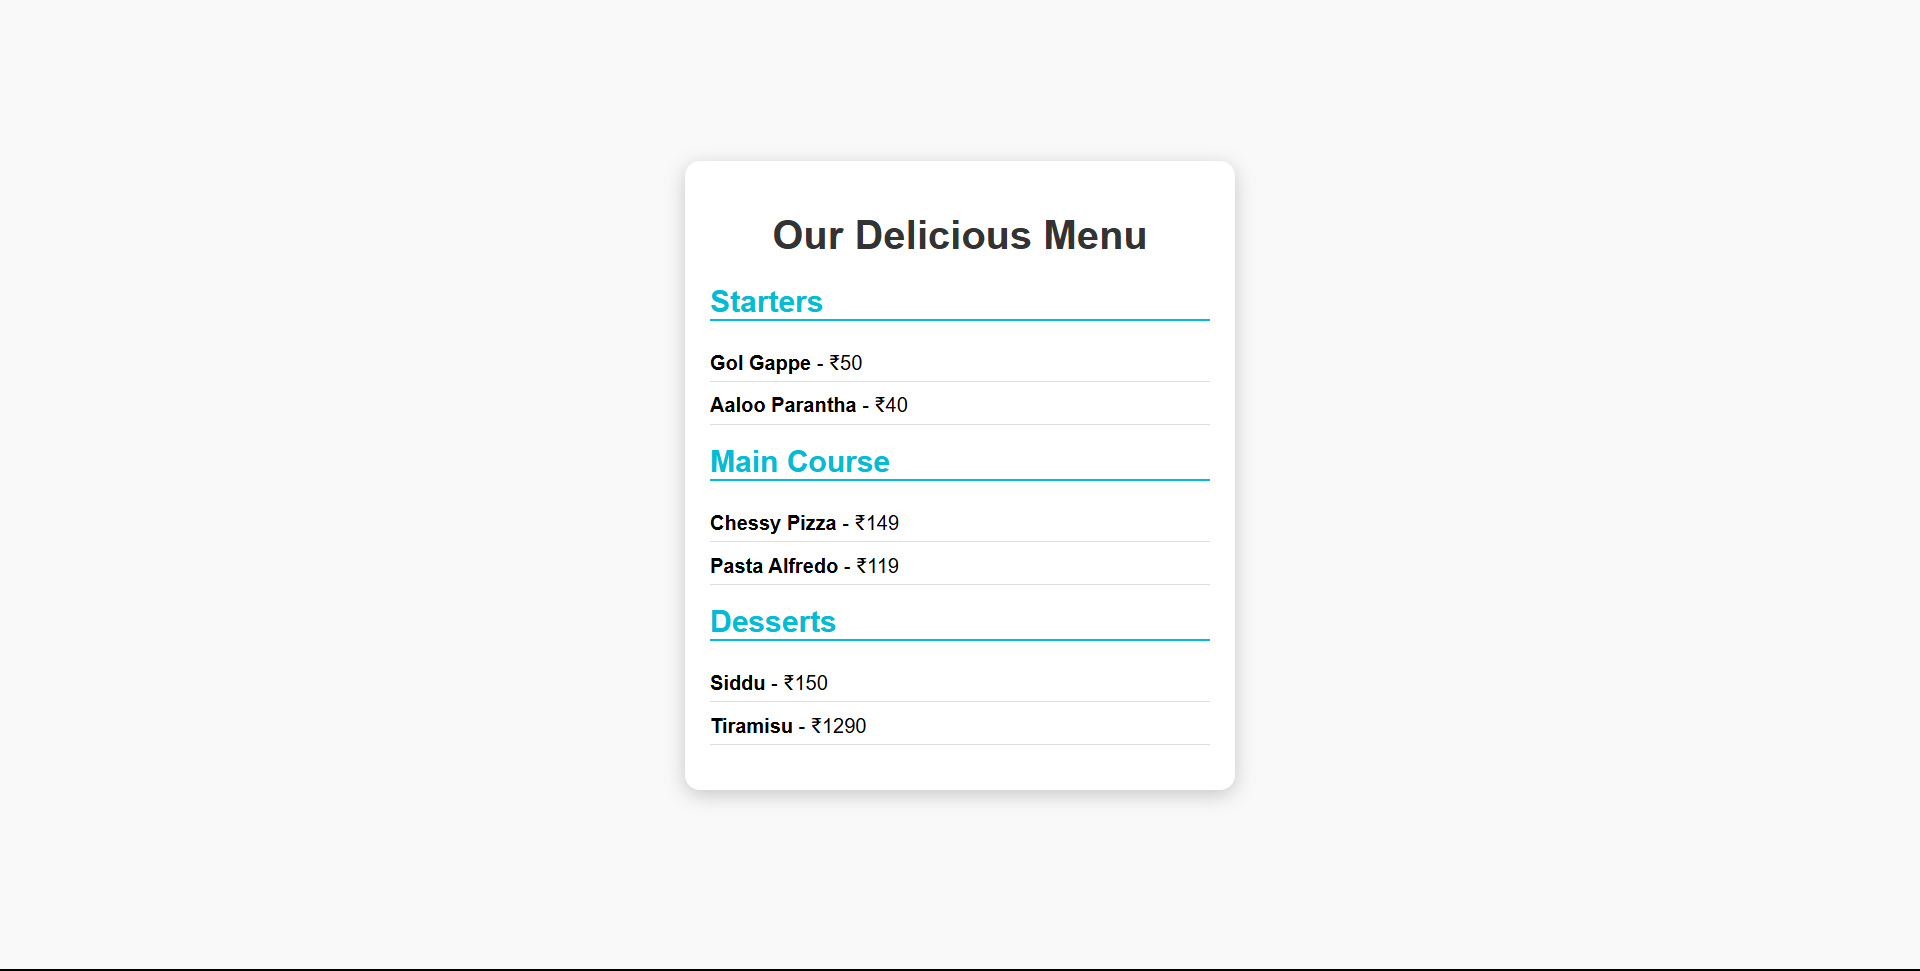 Our Delicious Menu
Starters
Gol Gappe - ₹50
Aaloo Parantha - ₹40
Main Course
Chessy Pizza - ₹149
Pasta Alfredo - ₹119
Desserts
Siddu - ₹150
Tiramisu - ₹1290